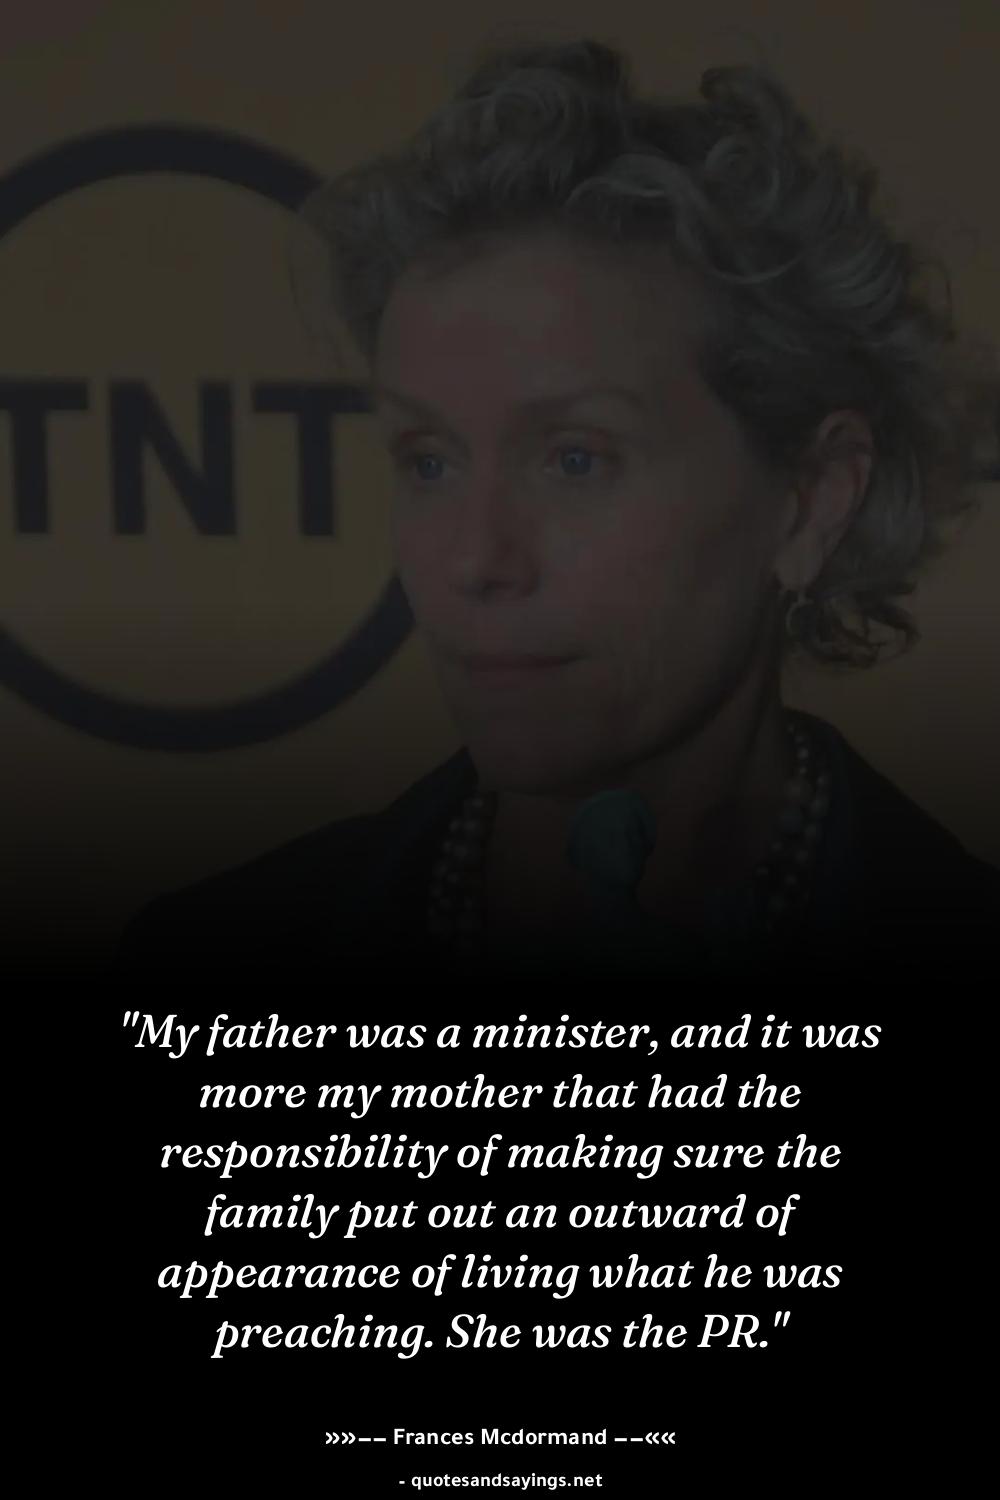 TNT
"My father was a minister, and it was
more my mother that had the
responsibility of making sure the
family put out an outward of
appearance of living what he was
preaching. She was the PR."
»»−− Frances Mcdormand −−««
- quotesandsayings.net